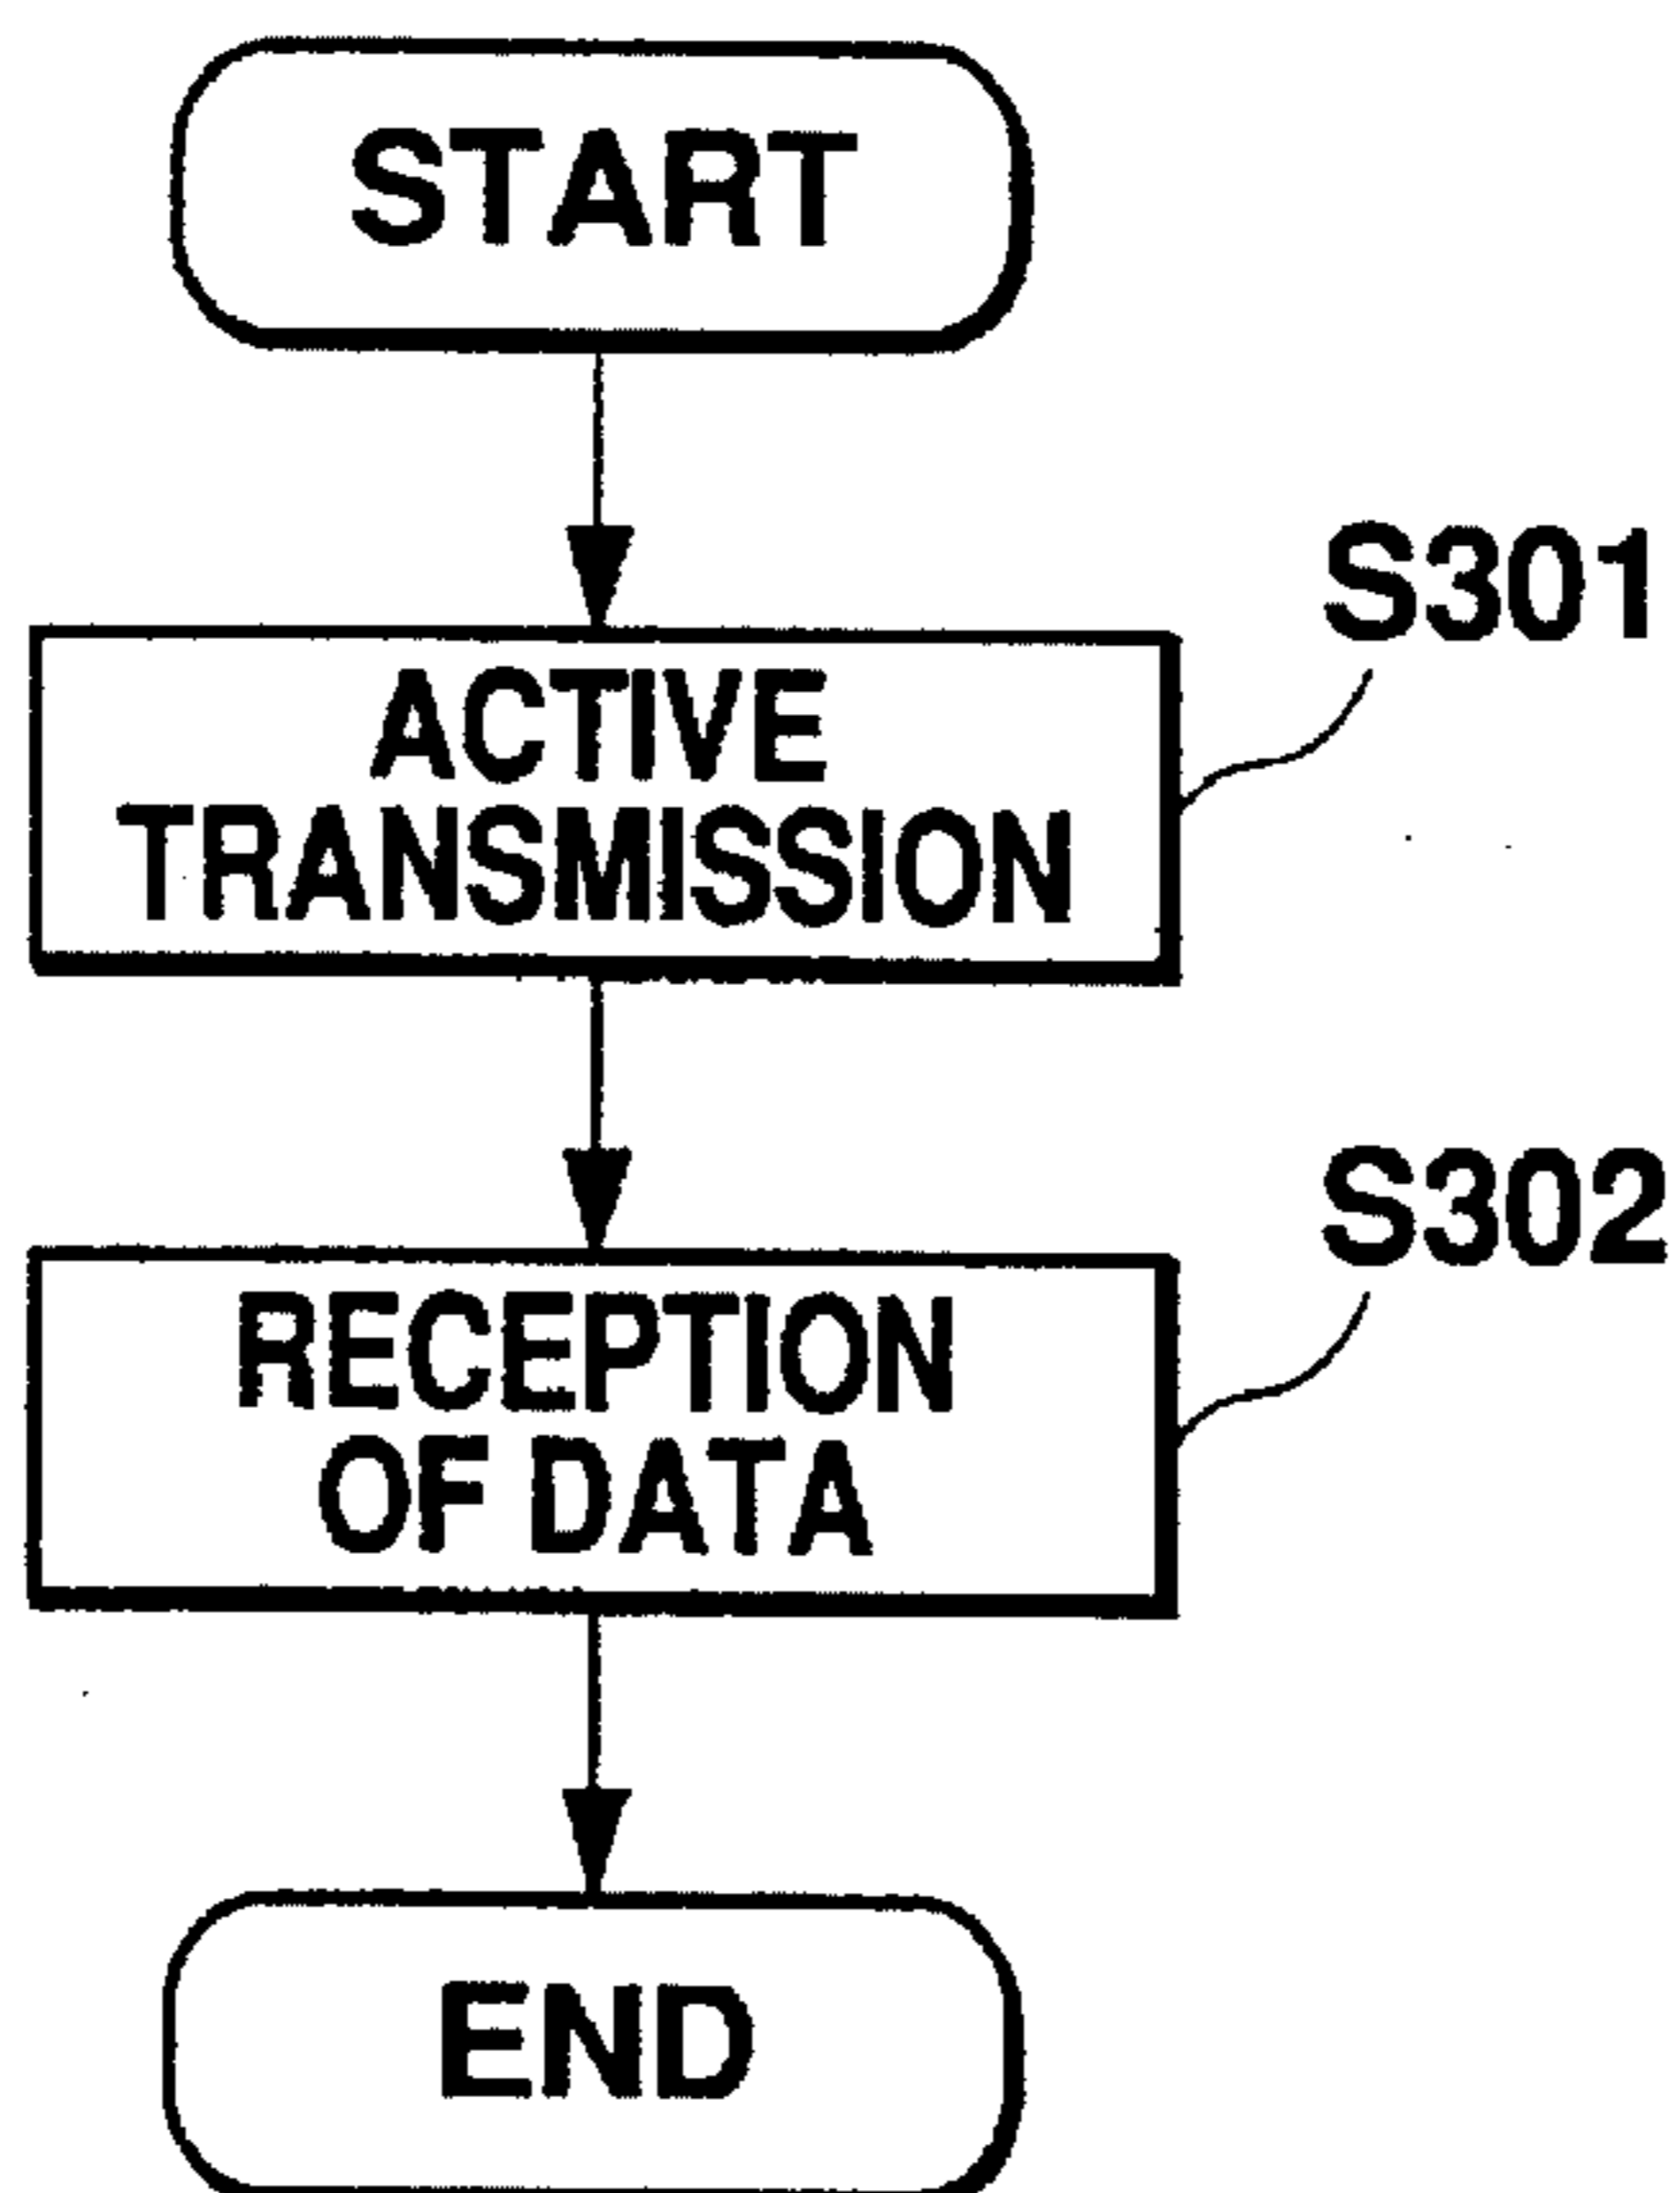 START
S301
ACTIVE
TRANSMISSION
S302
RECEPTION
OF DATA
END